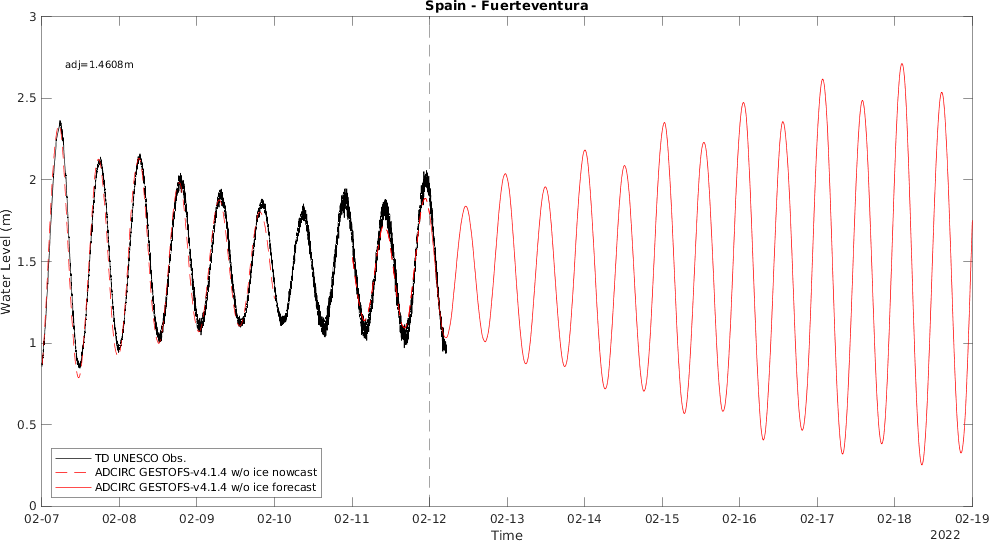 Spain - Fuerteventura
adj=1.4608m
3
2.5
2
1.5
1
0.5
0
Water Level (m)
TD UNESCO Obs.
ADCIRC GESTOFS-v4.1.4 w/o ice nowcast
ADCIRC GESTOFS-v4.1.4 w/o ice forecast
02-07 02-08 02-09 02-10 02-11 02-12 02-13 02-14 02-15 02-16 02-17 02-18 02-19
Time
2022